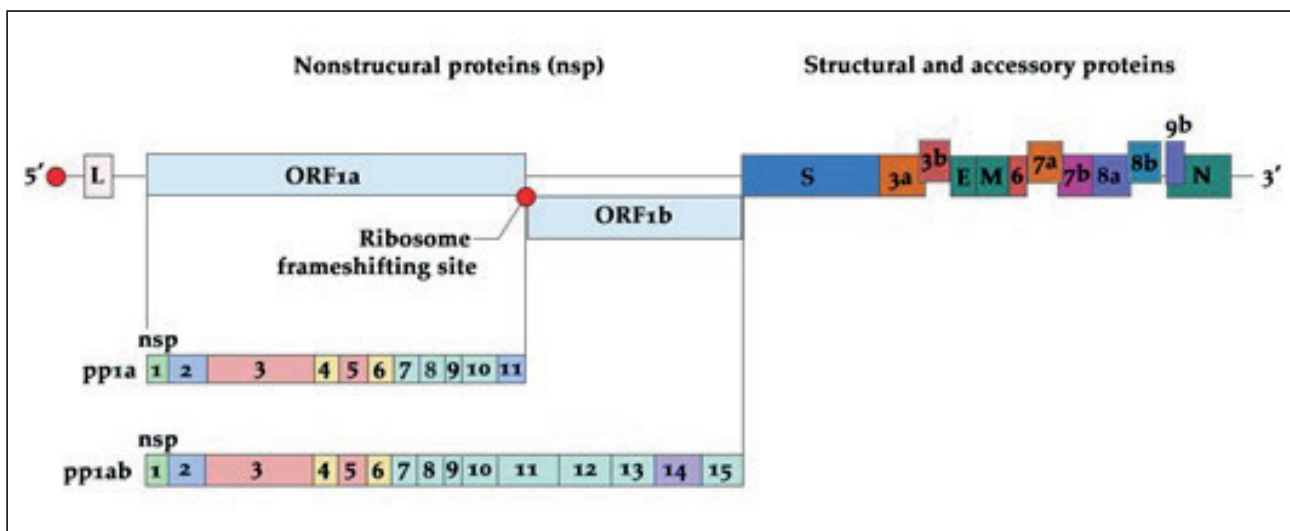 Nonstrucural proteins (nsp)
Structural and accessory proteins
9b
5′ L ORF1a S 3a 3b E M 6 7a 7b 8a 8b N 3′
ORF1b
Ribosome
frameshifting site
nsp
pp1a 1 2 3 4 5 6 7 8 9 10 11
nsp
pp1ab 1 2 3 4 5 6 7 8 9 10 11 12 13 14 15